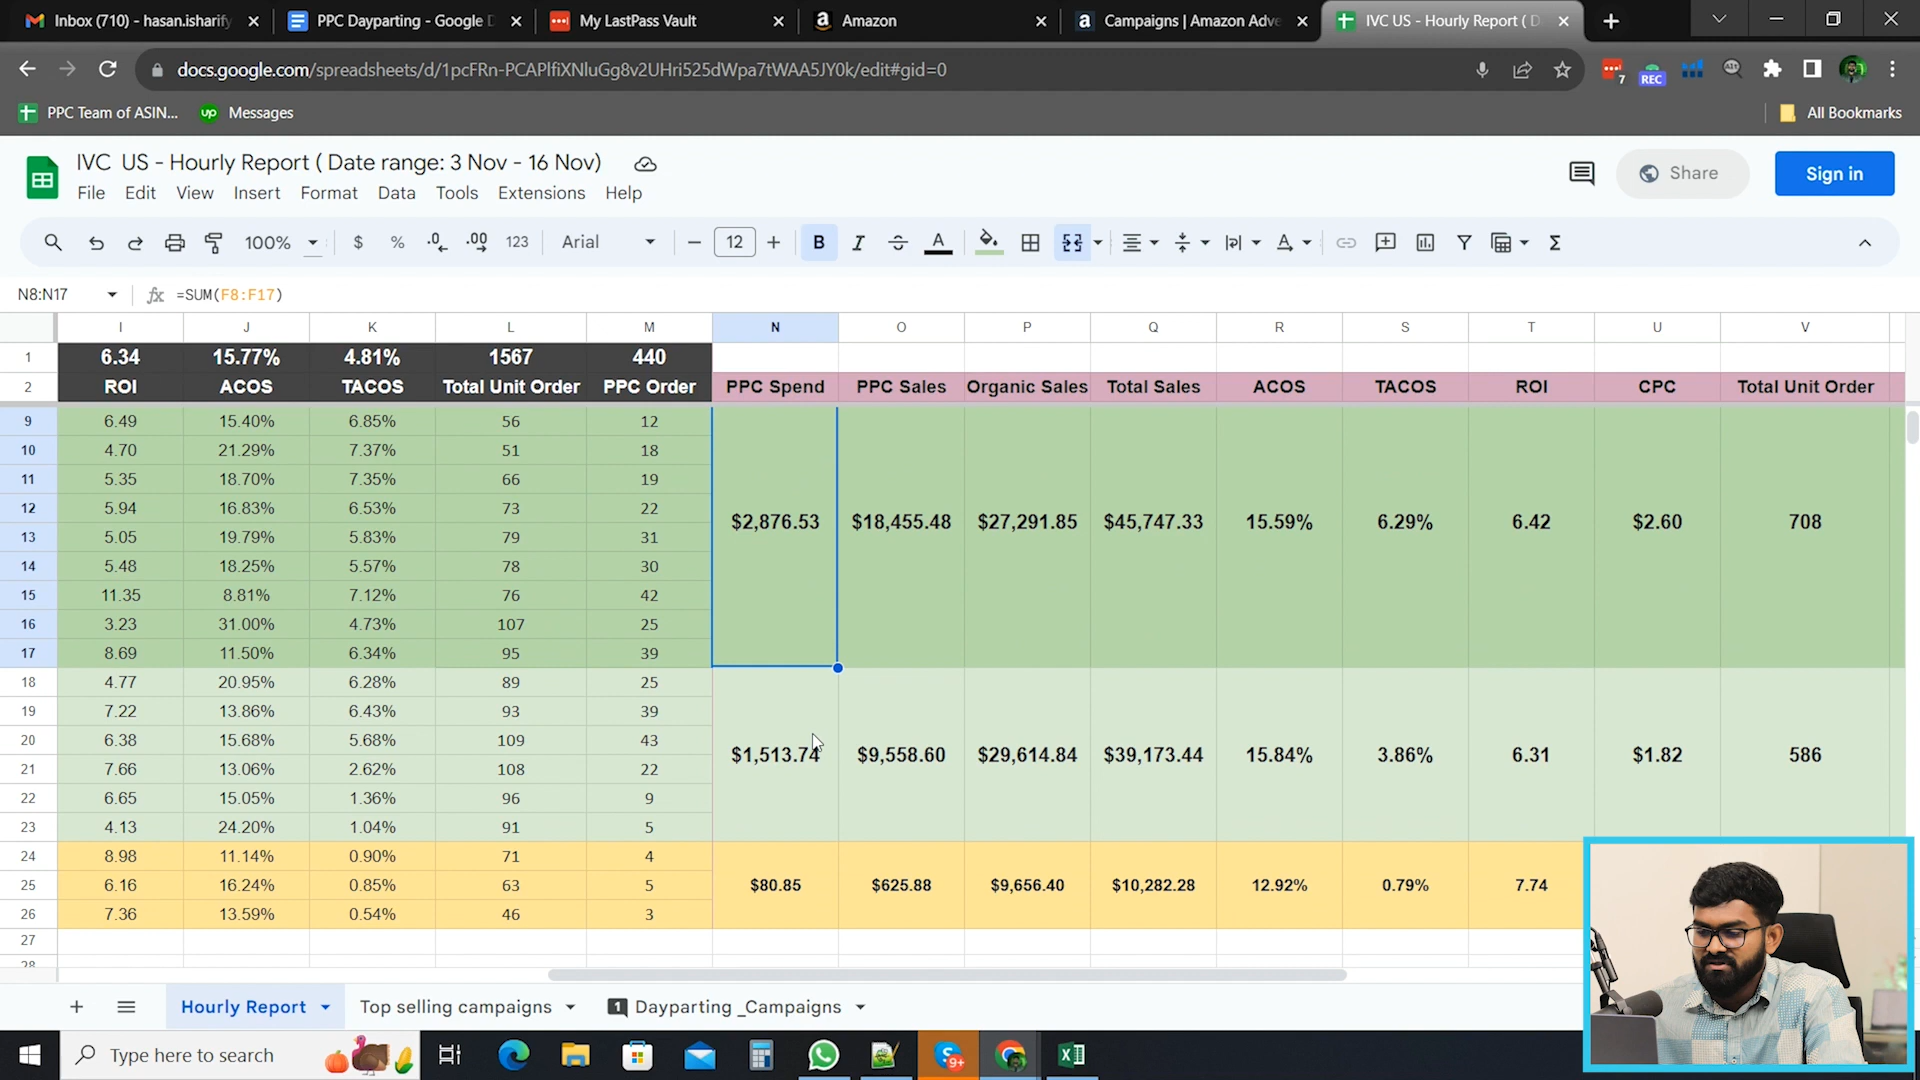 Inbox (710) - hasan.isharify
PPC Dayparting - Google D
My LastPass Vault
Amazon
Campaigns | Amazon Adve
IVC US - Hourly Report ( D
docs.google.com/spreadsheets/d/1pcFRn-PCAPlfiXNluGg8v2UHri525dWpa7tWAA5JY0k/edit#gid=0
7
REC
PPC Team of ASIN...
up Messages
All Bookmarks
IVC US - Hourly Report ( Date range: 3 Nov - 16 Nov)
Share
Sign in
File Edit View Insert Format Data Tools Extensions Help
100% $ % .0 .00 123 Arial 12 B I A
N8:N17 fx =SUM(F8:F17)
I J K L M N O P Q R S T U V
1 6.34 15.77% 4.81% 1567 440
2 ROI ACOS TACOS Total Unit Order PPC Order PPC Spend PPC Sales Organic Sales Total Sales ACOS TACOS ROI CPC Total Unit Order
9 6.49 15.40% 6.85% 56 12
10 4.70 21.29% 7.37% 51 18
11 5.35 18.70% 7.35% 66 19
12 5.94 16.83% 6.53% 73 22
$2,876.53 $18,455.48 $27,291.85 $45,747.33 15.59% 6.29% 6.42 $2.60 708
13 5.05 19.79% 5.83% 79 31
14 5.48 18.25% 5.57% 78 30
15 11.35 8.81% 7.12% 76 42
16 3.23 31.00% 4.73% 107 25
17 8.69 11.50% 6.34% 95 39
18 4.77 20.95% 6.28% 89 25
19 7.22 13.86% 6.43% 93 39
20 6.38 15.68% 5.68% 109 43
$1,513.74 $9,558.60 $29,614.84 $39,173.44 15.84% 3.86% 6.31 $1.82 586
21 7.66 13.06% 2.62% 108 22
22 6.65 15.05% 1.36% 96 9
23 4.13 24.20% 1.04% 91 5
24 8.98 11.14% 0.90% 71 4
25 6.16 16.24% 0.85% 63 5 $80.85 $625.88 $9,656.40 $10,282.28 12.92% 0.79% 7.74
26 7.36 13.59% 0.54% 46 3
27
28
Hourly Report
Top selling campaigns
1 Dayparting _Campaigns
Type here to search
9+